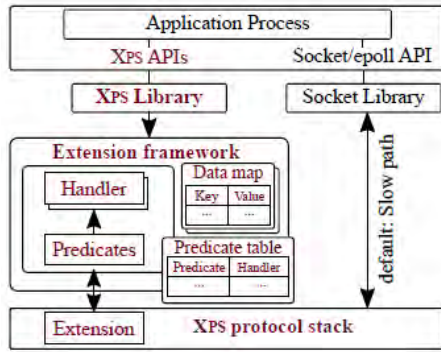 Application Process
XPS APIs
Socket/epoll API
XPS Library
Socket Library
Extension framework
Handler
Predicates
Data map
Key Value
... ...
Predicate table
Predicate Handler
... ...
default: Slow path
Extension
XPS protocol stack